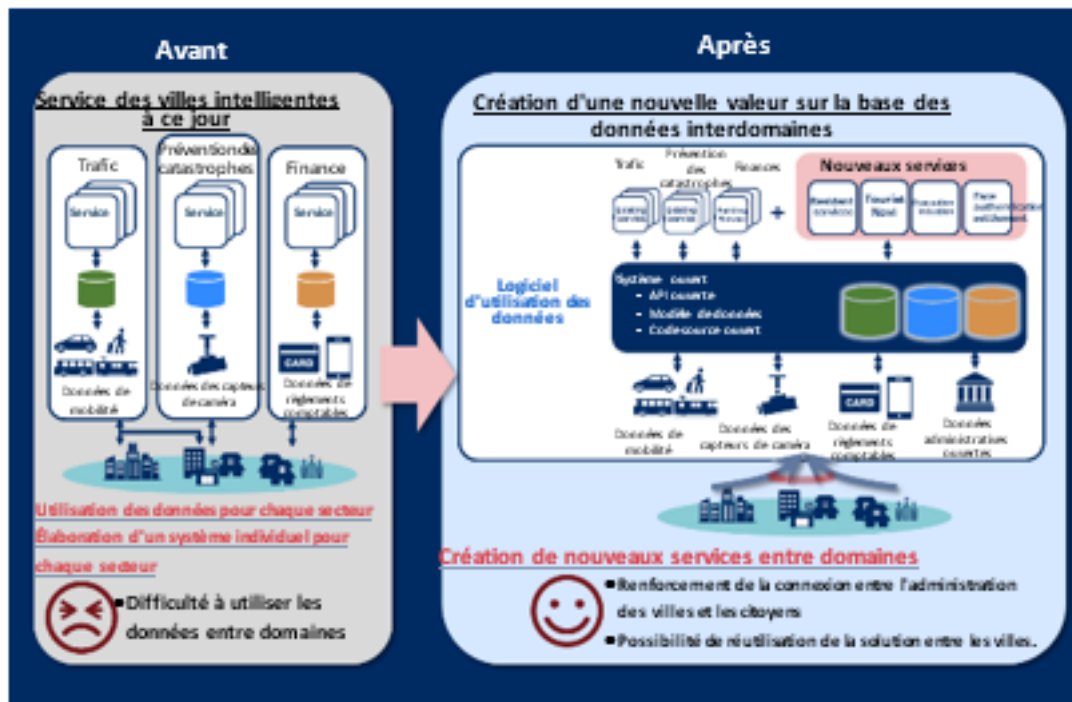 Avant
Service des villes intelligentes
à ce jour
Trafic
Service
Données de
mobilité
Prévention de
catastrophes
Service
Données des capteurs
de caméra
Finance
Service
CARD
Données de
règlements
comptables
Utilisation des données pour chaque secteur
Élaboration d'un système individuel pour
chaque secteur
Difficulté à utiliser les
données entre domaines
Après
Création d'une nouvelle valeur sur la base des
données interdomaines
Trafic
Prévention
des
catastrophes
Finances
+
Nouveaux services
Resident
services
Tourist
Logiciel
d'utilisation des
données
Système ouvert
API ouverte
Modèle de données
Code source ouvert
Données de
mobilité
Données des
capteurs de caméra
CARD
Données de
règlements
comptables
Données
administratives
ouvertes
Création de nouveaux services entre domaines
Renforcement de la connexion entre l'administration
des villes et les citoyens
Possibilité de réutilisation de la solution entre les villes.